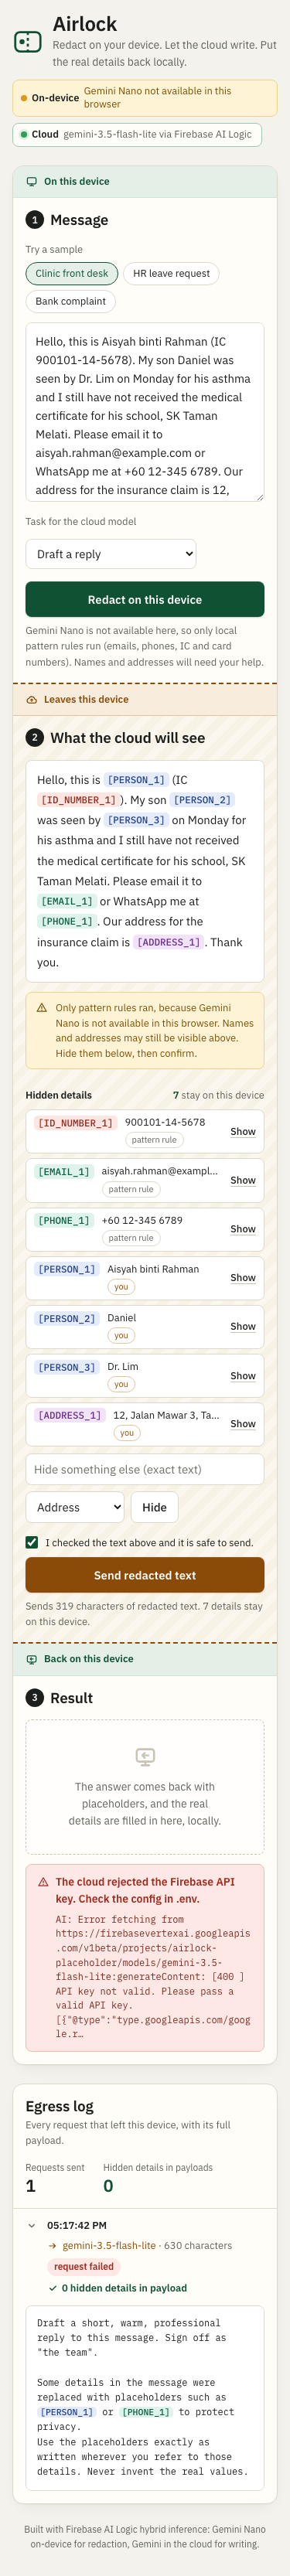 Airlock
Redact on your device. Let the cloud write. Put
the real details back locally.
On-device Gemini Nano not available in this
browser
Cloud gemini-3.5-flash-lite via Firebase AI Logic
On this device
1 Message
Try a sample
Clinic front desk HR leave request
Bank complaint
Hello, this is Aisyah binti Rahman (IC
900101-14-5678). My son Daniel was
seen by Dr. Lim on Monday for his asthma
and I still have not received the medical
certificate for his school, SK Taman
Melati. Please email it to
aisyah.rahman@example.com or
WhatsApp me at +60 12-345 6789. Our
address for the insurance claim is 12,
Task for the cloud model
Draft a reply
Redact on this device
Gemini Nano is not available here, so only local
pattern rules run (emails, phones, IC and card
numbers). Names and addresses will need your help.
Leaves this device
2 What the cloud will see
Hello, this is [PERSON_1] (IC
[ID_NUMBER_1]). My son [PERSON_2]
was seen by [PERSON_3] on Monday for
his asthma and I still have not received
the medical certificate for his school, SK
Taman Melati. Please email it to
[EMAIL_1] or WhatsApp me at
[PHONE_1]. Our address for the
insurance claim is [ADDRESS_1]. Thank
you.
Only pattern rules ran, because Gemini
Nano is not available in this browser. Names
and addresses may still be visible above.
Hide them below, then confirm.
Hidden details 7 stay on this device
[ID_NUMBER_1] 900101-14-5678 Show
pattern rule
[EMAIL_1] aisyah.rahman@exampl... Show
pattern rule
[PHONE_1] +60 12-345 6789 Show
pattern rule
[PERSON_1] Aisyah binti Rahman Show
you
[PERSON_2] Daniel Show
you
[PERSON_3] Dr. Lim Show
you
[ADDRESS_1] 12, Jalan Mawar 3, Ta... Show
you
Hide something else (exact text)
Address Hide
I checked the text above and it is safe to send.
Send redacted text
Sends 319 characters of redacted text. 7 details stay
on this device.
Back on this device
3 Result
The answer comes back with
placeholders, and the real
details are filled in here, locally.
The cloud rejected the Firebase API
key. Check the config in .env.
AI: Error fetching from
https://firebasevertexai.googleapis
.com/v1beta/projects/airlock-
placeholder/models/gemini-3.5-
flash-lite:generateContent: [400 ]
API key not valid. Please pass a
valid API key.
[{"@type":"type.googleapis.com/goog
le.r…
Egress log
Every request that left this device, with its full
payload.
Requests sent Hidden details in payloads
1 0
05:17:42 PM
→ gemini-3.5-flash-lite · 630 characters
request failed
✓ 0 hidden details in payload
Draft a short, warm, professional
reply to this message. Sign off as
"the team".
Some details in the message were
replaced with placeholders such as
[PERSON_1] or [PHONE_1] to protect
privacy.
Use the placeholders exactly as
written wherever you refer to those
details. Never invent the real values.
Built with Firebase AI Logic hybrid inference: Gemini Nano
on-device for redaction, Gemini in the cloud for writing.